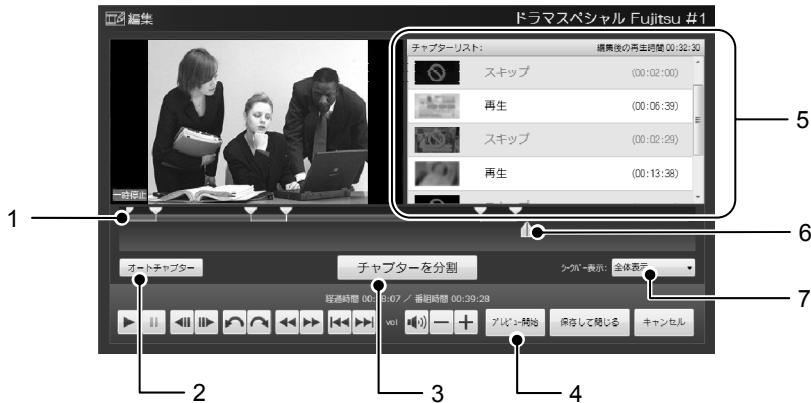 編集
ドラマスペシャル Fujitsu #1
チャプターリスト:
編集後の再生時間 00:32:30
スキップ
(00:02:00)
再生
(00:06:39)
スキップ
(00:02:29)
再生
(00:13:38)
一時停止
1
5
6
オートチャプター
チャプターを分割
シークバー表示:
全体表示
7
/ 番組時間 00:39:28
vol
プレビュー開始
保存して閉じる
キャンセル
2
3
4